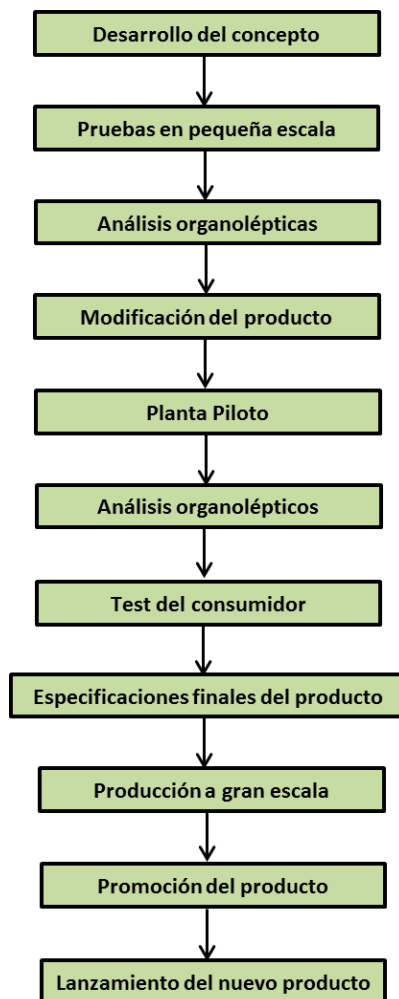 Desarrollo del concepto
Pruebas en pequeña escala
Análisis organolépticas
Modificación del producto
Planta Piloto
Análisis organolépticos
Test del consumidor
Especificaciones finales del producto
Producción a gran escala
Promoción del producto
Lanzamiento del nuevo producto